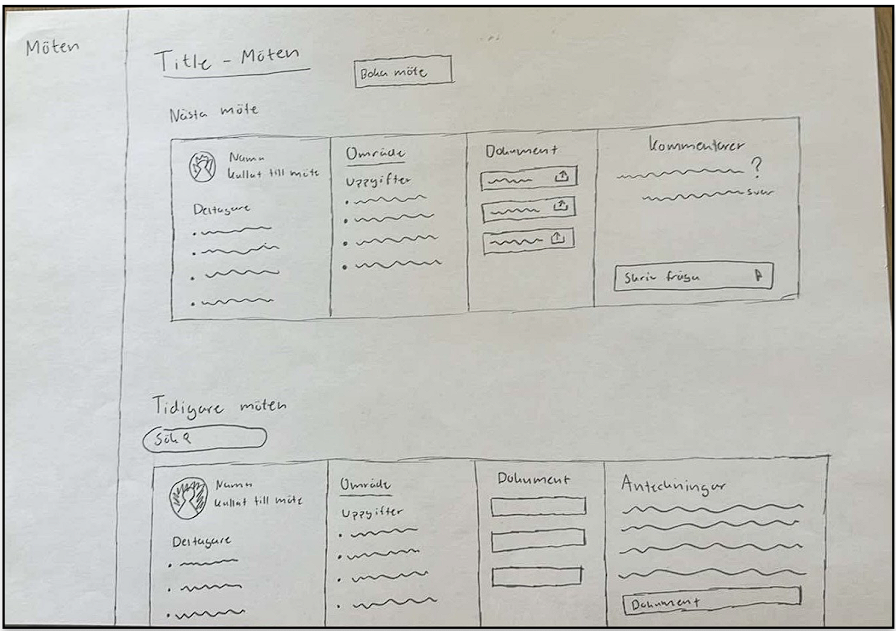 Möten
Title - Möten
Boka möte
Nästa möte
Namn
kallat till möte
Deltagare
Område
Uppgifter
Dokument
Kommentarer
?
svar
Skriv fråga
Tidigare möten
Sök
Namn
kallat till möte
Deltagare
Område
Uppgifter
Dokument
Anteckningar
Dokument